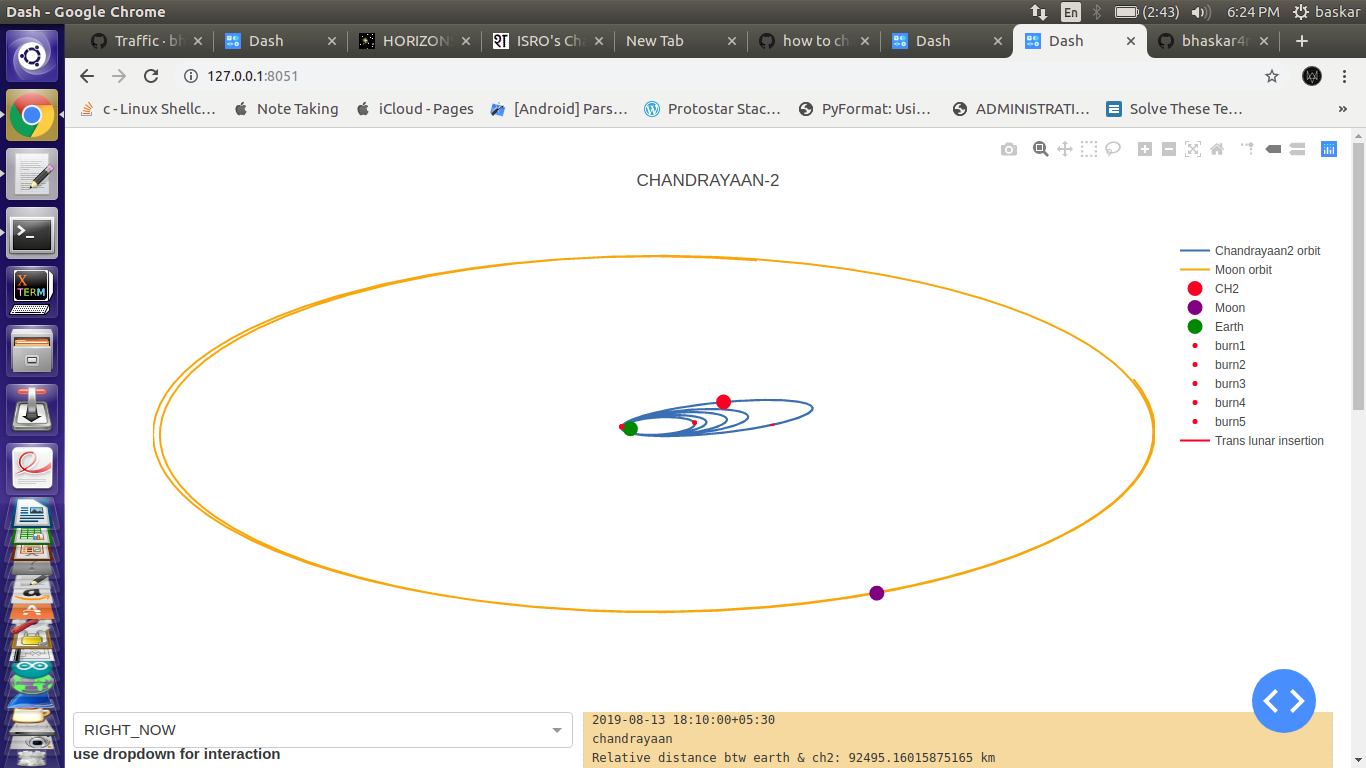 Dash - Google Chrome
En
(2:43)
6:24 PM
baskar
Traffic · bh
Dash
HORIZON
ISRO's Cha
New Tab
how to ch
Dash
Dash
bhaskar4n
127.0.0.1:8051
c - Linux Shellc…
Note Taking
iCloud - Pages
[Android] Pars…
Protostar Stac…
PyFormat: Usi…
ADMINISTRATI…
Solve These Te…
»
CHANDRAYAAN-2
Chandrayaan2 orbit
Moon orbit
CH2
Moon
Earth
burn1
burn2
burn3
burn4
burn5
Trans lunar insertion
X
TERM
RIGHT_NOW
use dropdown for interaction
2019-08-13 18:10:00+05:30
chandrayaan
Relative distance btw earth & ch2: 92495.16015875165 km